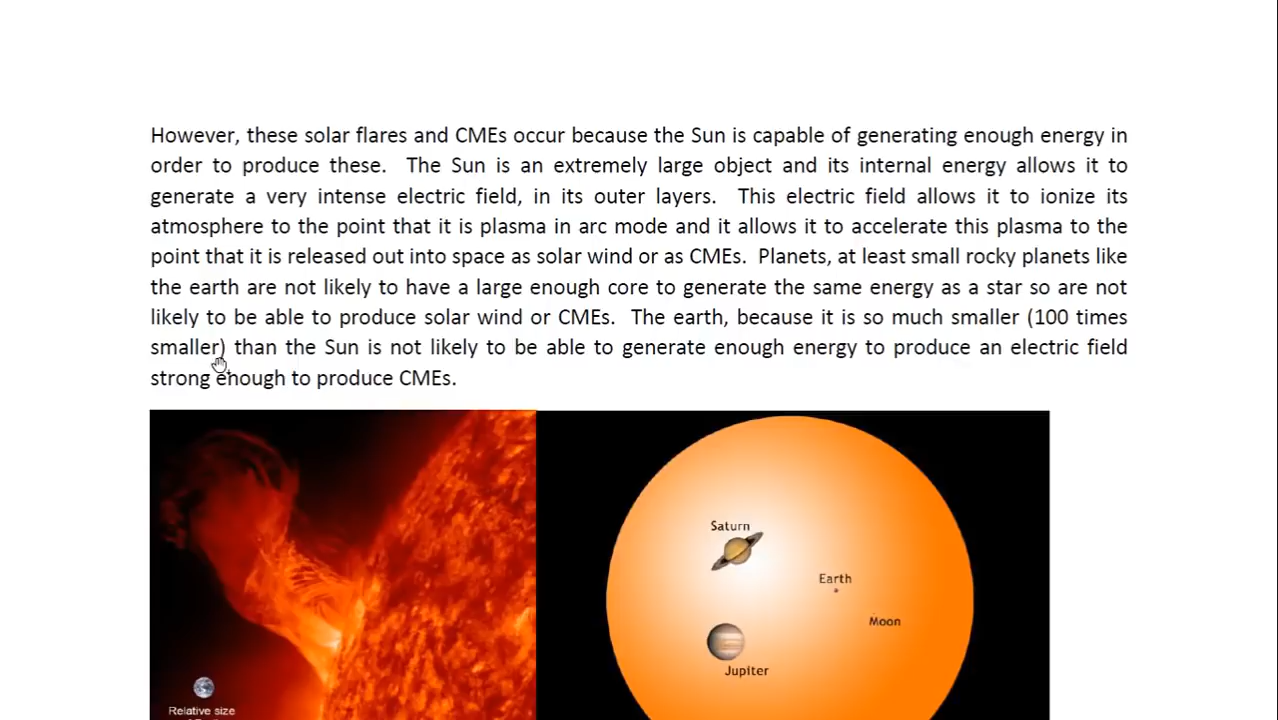 However, these solar flares and CMEs occur because the Sun is capable of generating enough energy in
order to produce these.  The Sun is an extremely large object and its internal energy allows it to
generate a very intense electric field, in its outer layers.  This electric field allows it to ionize its
atmosphere to the point that it is plasma in arc mode and it allows it to accelerate this plasma to the
point that it is released out into space as solar wind or as CMEs.  Planets, at least small rocky planets like
the earth are not likely to have a large enough core to generate the same energy as a star so are not
likely to be able to produce solar wind or CMEs.  The earth, because it is so much smaller (100 times
smaller) than the Sun is not likely to be able to generate enough energy to produce an electric field
strong enough to produce CMEs.
Saturn
Earth
Moon
Jupiter
Relative size